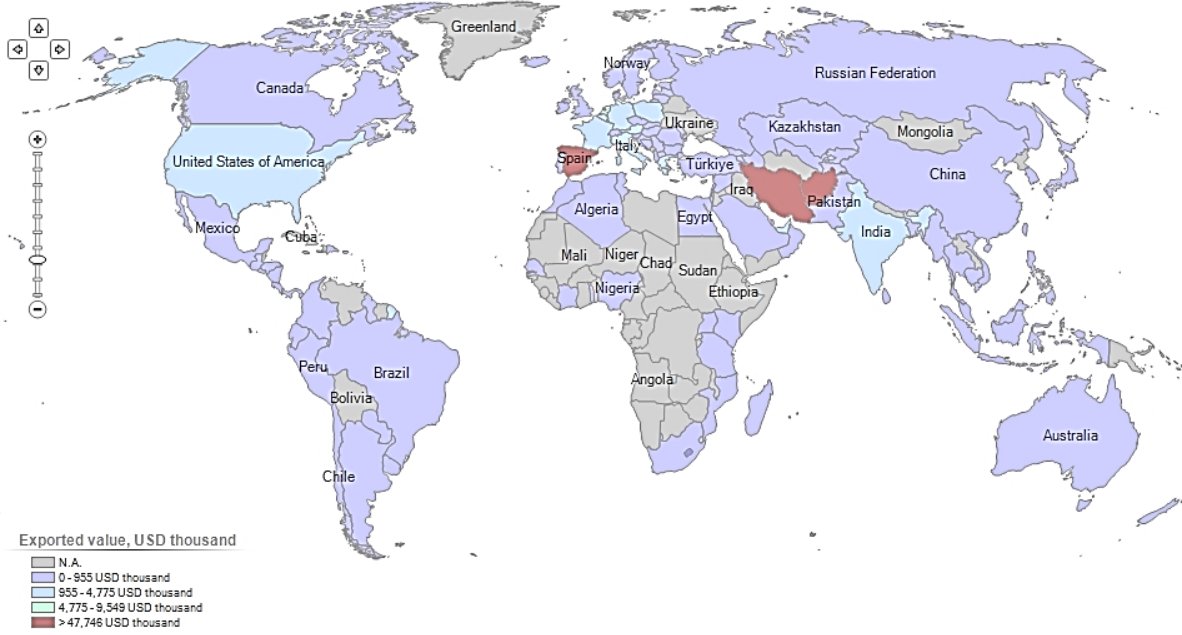 Greenland
Norway
Russian Federation
Canada
Ukraine
Kazakhstan
Mongolia
Italy
United States of America
Spain
Türkiye
China
Iraq
Pakistan
Algeria
Egypt
Mexico
Cuba
India
Mali
Niger
Chad
Sudan
Nigeria
Ethiopia
Peru
Brazil
Angola
Bolivia
Australia
Chile
Exported value, USD thousand
N.A.
0 - 955 USD thousand
955 - 4,775 USD thousand
4,775 - 9,549 USD thousand
> 47,746 USD thousand